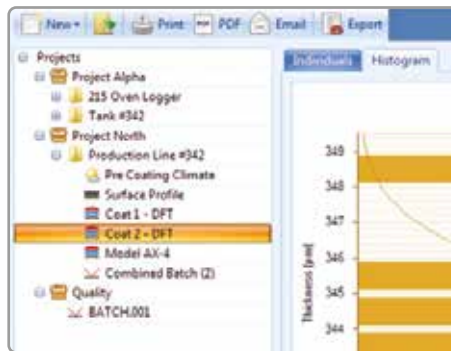 New Print PDF Email Export
Projects
Project Alpha
215 Oven Logger
Tank #342
Project North
Production Line #342
Pre Coating Climate
Surface Profile
Coat 1 - DFT
Coat 2 - DFT
Model AX-4
Combined Batch (2)
Quality
BATCH.001
Individuals Histogram
349
348
347
346
345
344
Thickness [µm]